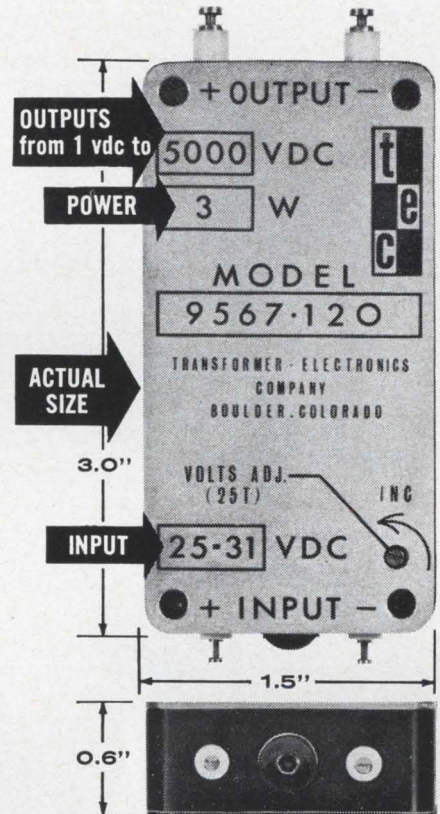 + OUTPUT -
OUTPUTS
from 1 vdc to
5000 VDC
tec
POWER
3 W
MODEL
9567·120
TRANSFORMER - ELECTRONICS
COMPANY
BOULDER, COLORADO
ACTUAL
SIZE
3.0"
VOLTS ADJ.
(25T)
INC
INPUT
25-31 VDC
+ INPUT -
1.5"
0.6"